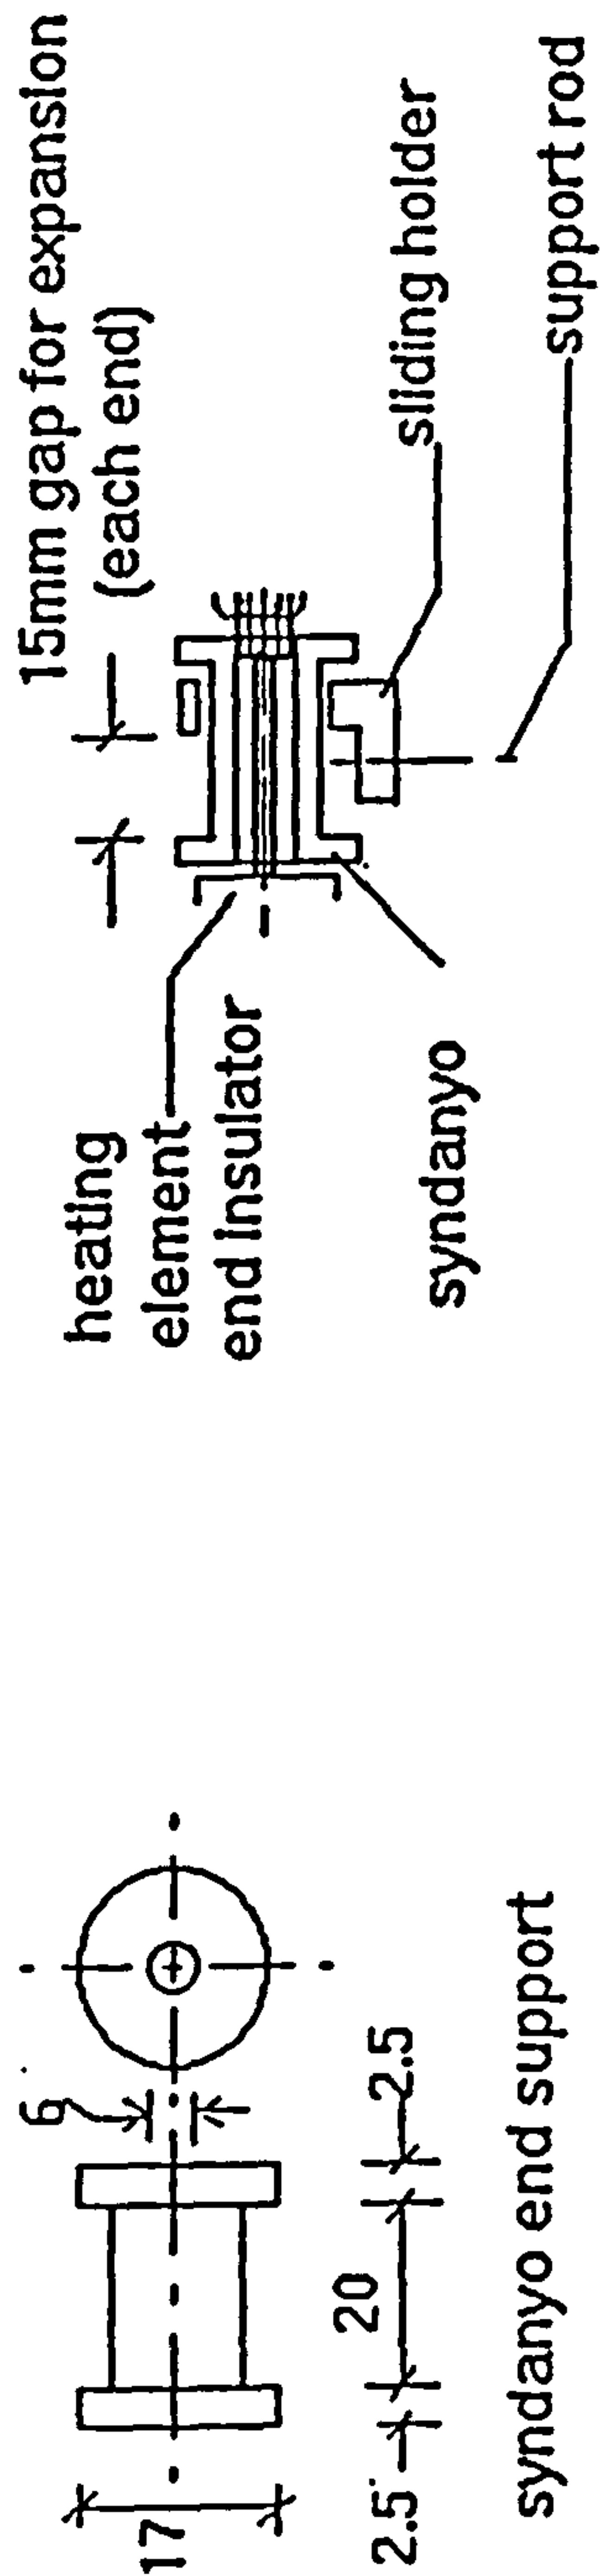 17
6
2.5
20
2.5
syndanyo end support
15mm gap for expansion
(each end)
heating
element
end insulator
syndanyo
sliding holder
support rod